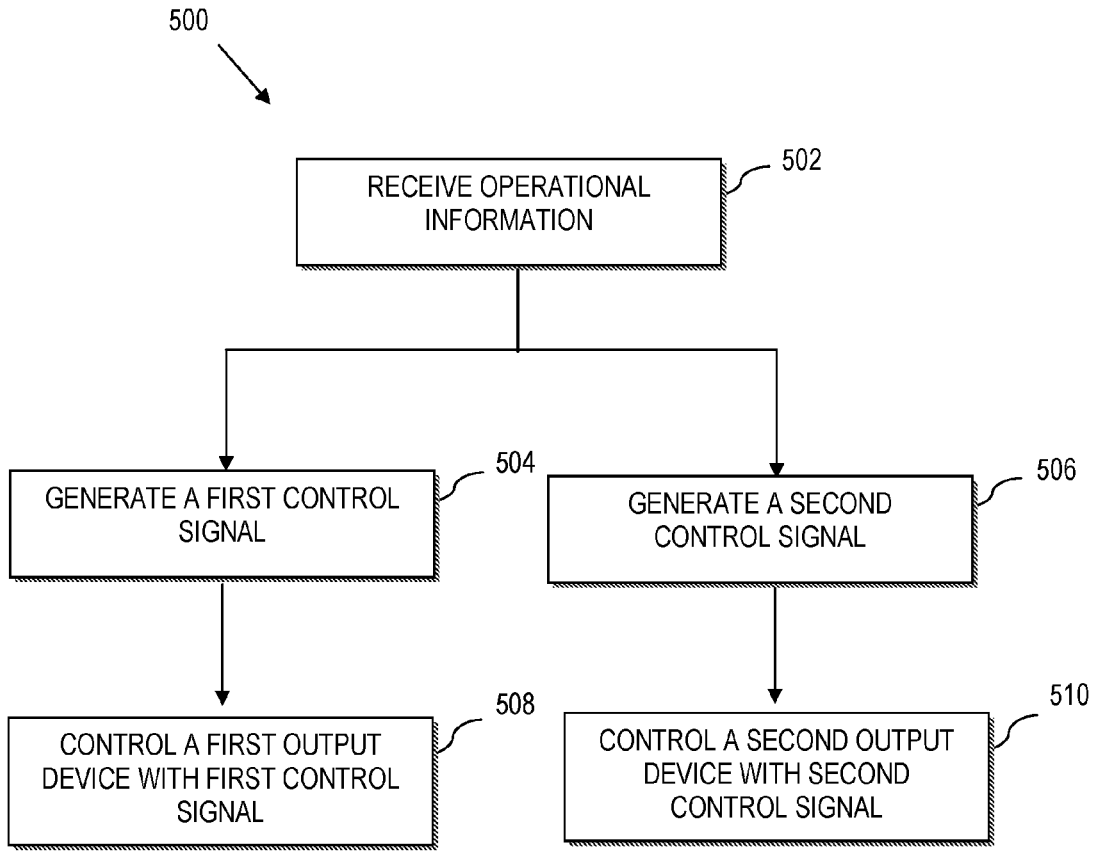 500
502
RECEIVE OPERATIONAL
INFORMATION
504
GENERATE A FIRST CONTROL
SIGNAL
506
GENERATE A SECOND
CONTROL SIGNAL
508
CONTROL A FIRST OUTPUT
DEVICE WITH FIRST CONTROL
SIGNAL
510
CONTROL A SECOND OUTPUT
DEVICE WITH SECOND
CONTROL SIGNAL